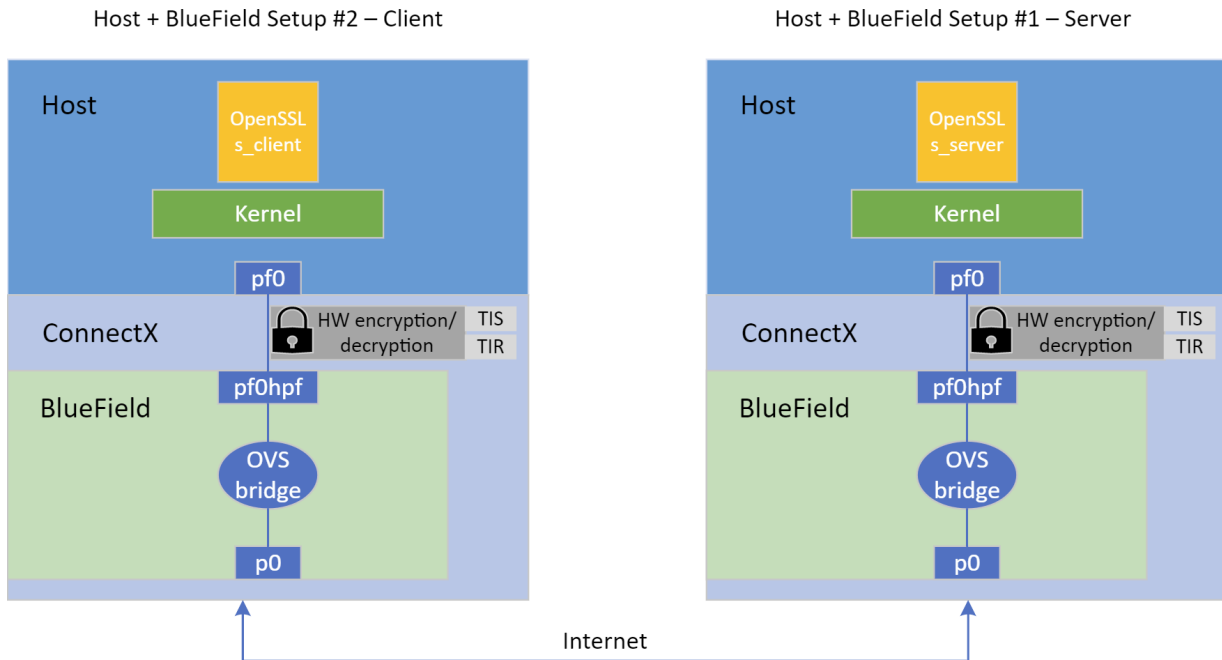 Host + BlueField Setup #2 – Client
Host
OpenSSL
s_client
Kernel
pf0
ConnectX
HW encryption/
decryption
TIS
TIR
pf0hpf
BlueField
OVS
bridge
p0
Host + BlueField Setup #1 – Server
Host
OpenSSL
s_server
Kernel
pf0
ConnectX
HW encryption/
decryption
TIS
TIR
pf0hpf
BlueField
OVS
bridge
p0
Internet